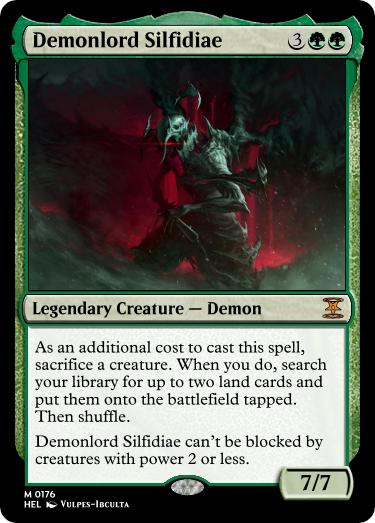 Demonlord Silfidiae 3
Legendary Creature — Demon
As an additional cost to cast this spell,
sacrifice a creature. When you do, search
your library for up to two land cards and
put them onto the battlefield tapped.
Then shuffle.
Demonlord Silfidiae can't be blocked by
creatures with power 2 or less.
7/7
M 0176
HEL Vulpes-Ibculta